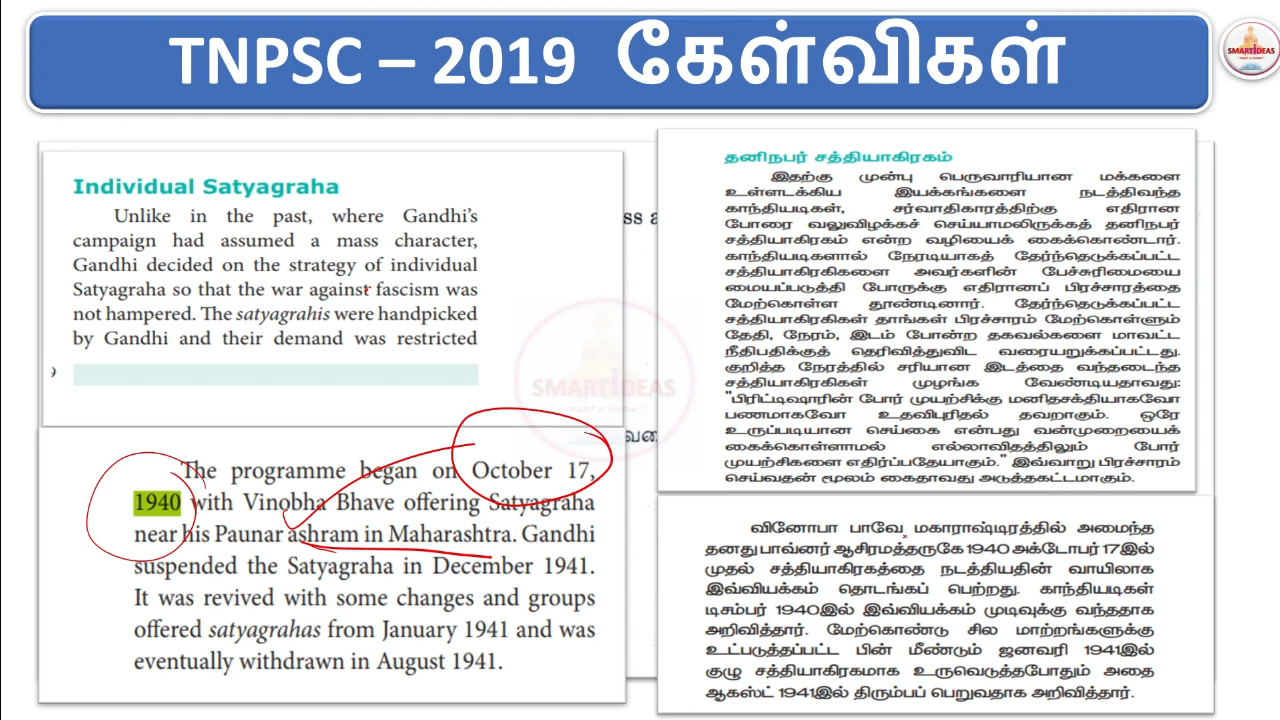 TNPSC – 2019 கேள்விகள்
SMARTIDEAS
Individual Satyagraha
Unlike in the past, where Gandhi's
campaign had assumed a mass character,
Gandhi decided on the strategy of individual
Satyagraha so that the war against fascism was
not hampered. The satyagrahis were handpicked
by Gandhi and their demand was restricted
The programme began on October 17,
1940 with Vinobha Bhave offering Satyagraha
near his Paunar ashram in Maharashtra. Gandhi
suspended the Satyagraha in December 1941.
It was revived with some changes and groups
offered satyagrahas from January 1941 and was
eventually withdrawn in August 1941.
ss a
வரை
SMARTIDEAS
தனிநபர் சத்தியாகிரகம்
இதற்கு முன்பு பெருவாரியான மக்களை
உள்ளடக்கிய இயக்கங்களை நடத்திவந்த
காந்தியடிகள், சர்வாதிகாரத்திற்கு எதிரான
போரை வலுவிழக்கச் செய்யாமலிருக்கத் தனிநபர்
சத்தியாகிரகம் என்ற வழியைக் கைக்கொண்டார்.
காந்தியடிகளால் நேரடியாகத் தேர்ந்தெடுக்கப்பட்ட
சத்தியாகிரகிகளை அவர்களின் பேச்சுரிமையை
மையப்படுத்தி போருக்கு எதிரானப் பிரச்சாரத்தை
மேற்கொள்ள தூண்டினார். தேர்ந்தெடுக்கப்பட்ட
சத்தியாகிரகிகள் தாங்கள் பிரச்சாரம் மேற்கொள்ளும்
தேதி, நேரம், இடம் போன்ற தகவல்களை மாவட்ட
நீதிபதிக்குத் தெரிவித்துவிட வரையறுக்கப்பட்டது.
குறித்த நேரத்தில் சரியான இடத்தை வந்தடைந்த
சத்தியாகிரகிகள் முழங்க வேண்டியதாவது:
"பிரிட்டிஷாரின் போர் முயற்சிக்கு மனிதசக்தியாகவோ
பணமாகவோ உதவிபுரிதல் தவறாகும். ஒரே
உருப்படியான செய்கை என்பது வன்முறையைக்
கைக்கொள்ளாமல் எல்லாவிதத்திலும் போர்
முயற்சிகளை எதிர்ப்பதேயாகும்." இவ்வாறு பிரச்சாரம்
செய்வதன் மூலம் கைதாவது அடுத்தகட்டமாகும்.
வினோபா பாவே மகாராஷ்டிரத்தில் அமைந்த
தனது பாவ்னர் ஆசிரமத்தருகே 1940 அக்டோபர் 17இல்
முதல் சத்தியாகிரகத்தை நடத்தியதின் வாயிலாக
இவ்வியக்கம் தொடங்கப் பெற்றது. காந்தியடிகள்
டிசம்பர் 1940இல் இவ்வியக்கம் முடிவுக்கு வந்ததாக
அறிவித்தார். மேற்கொண்டு சில மாற்றங்களுக்கு
உட்படுத்தப்பட்ட பின் மீண்டும் ஜனவரி 1941இல்
குழு சத்தியாகிரகமாக உருவெடுத்தபோதும் அதை
ஆகஸ்ட் 1941இல் திரும்பப் பெறுவதாக அறிவித்தார்.